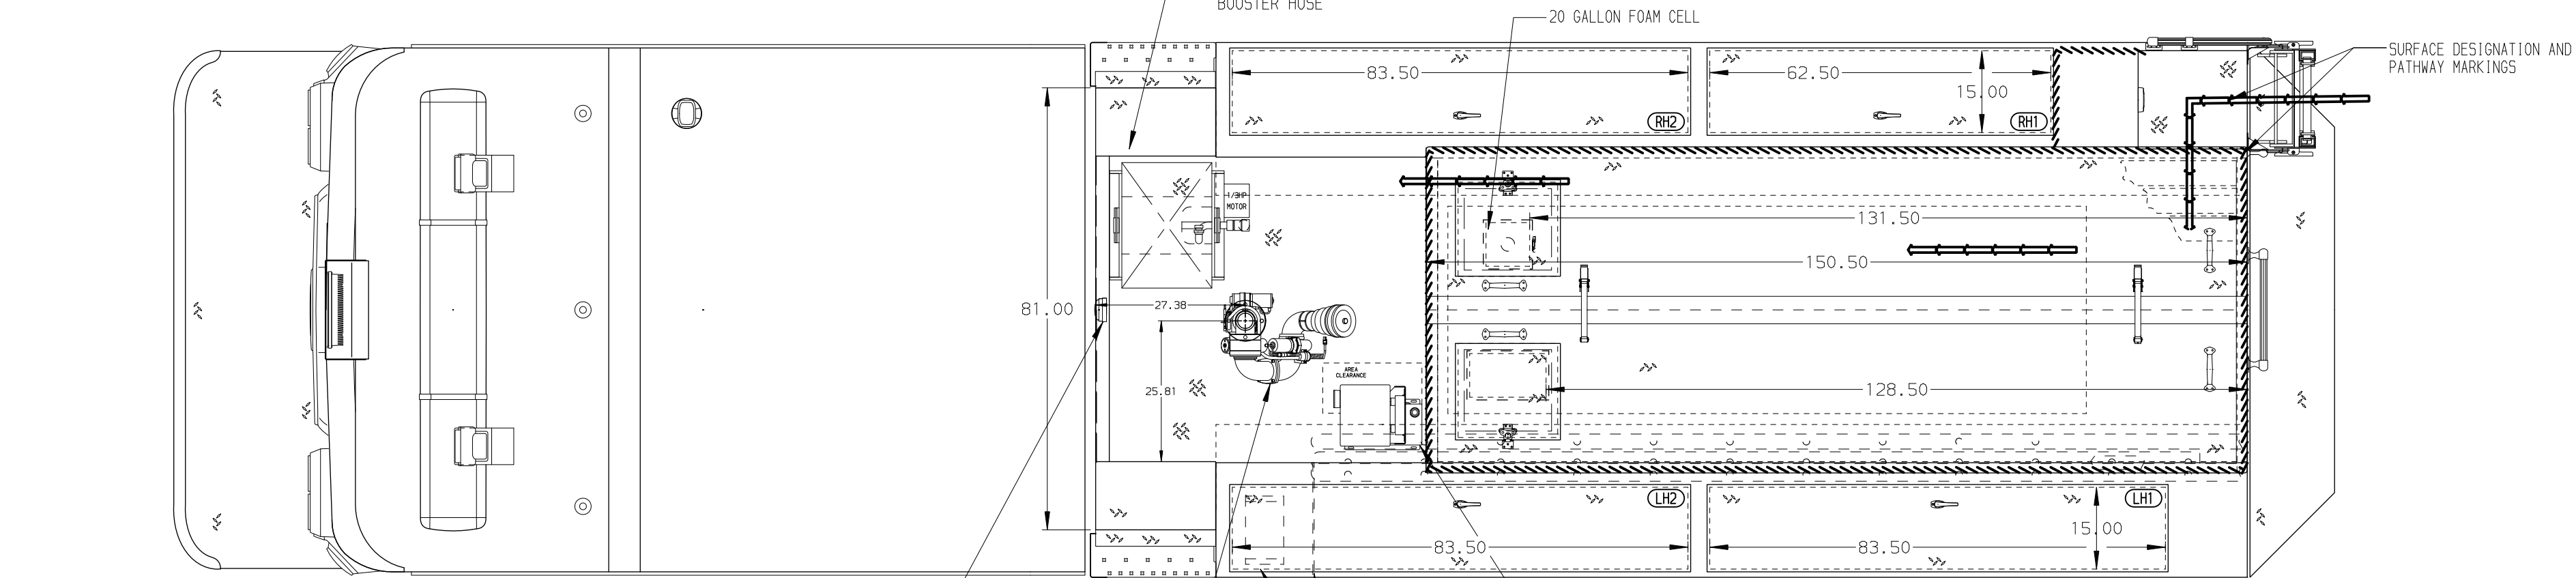 BOOSTER HOSE
20 GALLON FOAM CELL
SURFACE DESIGNATION AND
PATHWAY MARKINGS
83.50
62.50
15.00
RH2
RH1
1/3HP
MOTOR
131.50
150.50
81.00
27.38
25.81
AREA
CLEARANCE
128.50
LH2
LH1
15.00
83.50
83.50